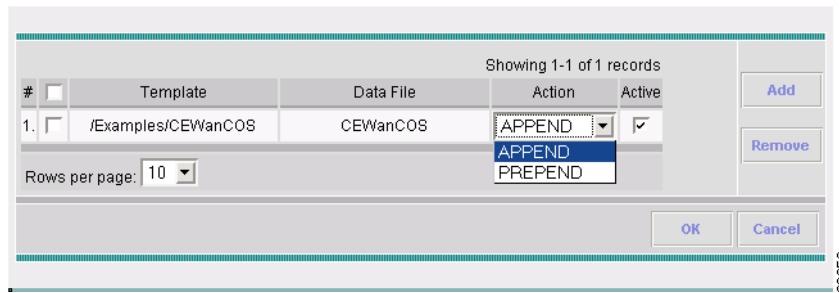 Showing 1-1 of 1 records
# Template Data File Action Active
1. /Examples/CEWanCOS CEWanCOS APPEND
APPEND
PREPEND
Rows per page: 10
Add
Remove
OK Cancel